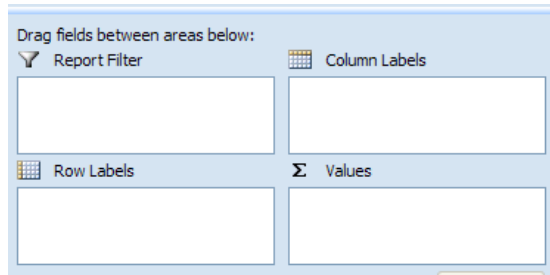 Drag fields between areas below:
Report Filter
Column Labels
Row Labels
Σ Values